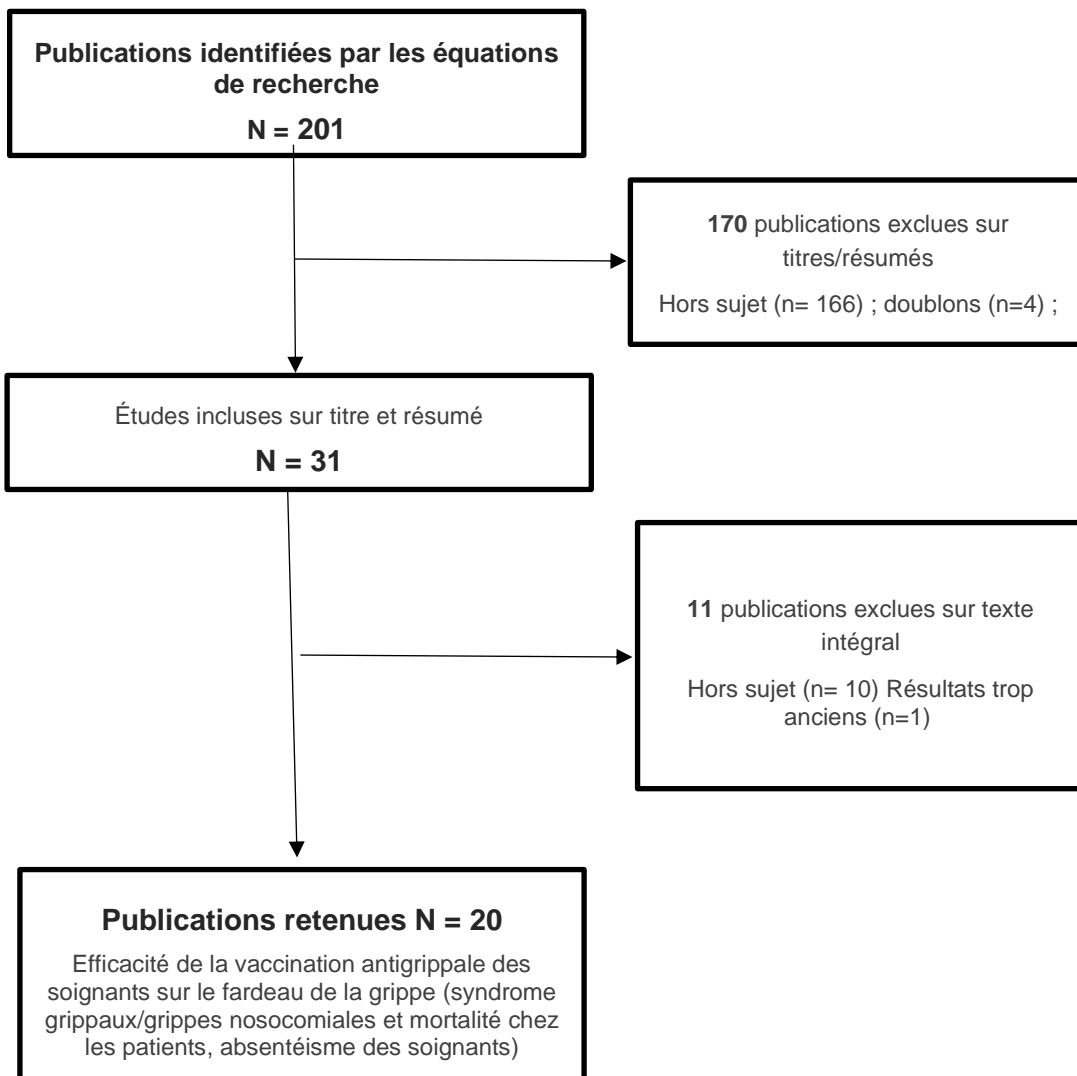 Publications identifiées par les équations
de recherche
N = 201
170 publications exclues sur
titres/résumés
Hors sujet (n= 166) ; doublons (n=4) ;
Études incluses sur titre et résumé
N = 31
11 publications exclues sur texte
intégral
Hors sujet (n= 10) Résultats trop
anciens (n=1)
Publications retenues N = 20
Efficacité de la vaccination antigrippale des
soignants sur le fardeau de la grippe (syndrome
grippaux/grippes nosocomiales et mortalité chez
les patients, absentéisme des soignants)